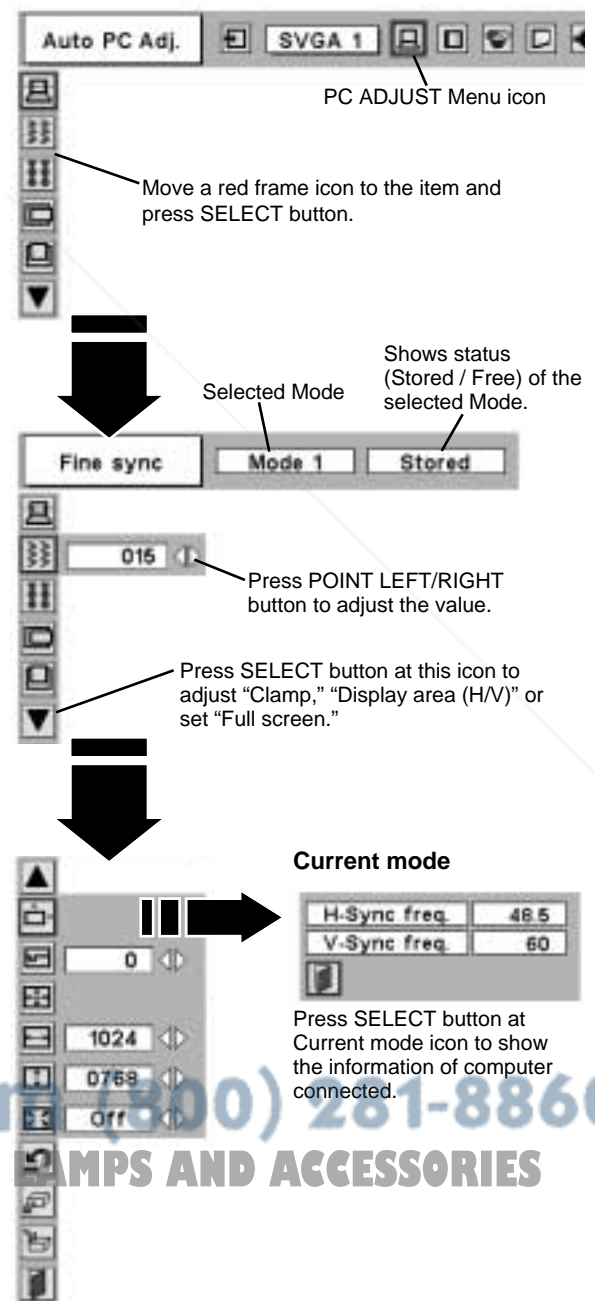 Auto PC Adj.
SVGA 1
PC ADJUST Menu icon
Move a red frame icon to the item and
press SELECT button.
Shows status
(Stored / Free) of the
selected Mode.
Selected Mode
Fine sync
Mode 1
Stored
015
Press POINT LEFT/RIGHT
button to adjust the value.
Press SELECT button at this icon to
adjust “Clamp,” “Display area (H/V)” or
set “Full screen.”
Current mode
H-Sync freq. 48.5
V-Sync freq. 60
0
Press SELECT button at
Current mode icon to show
the information of computer
connected.
1024
0768
Off
m (800) 281-8860
LAMPS AND ACCESSORIES